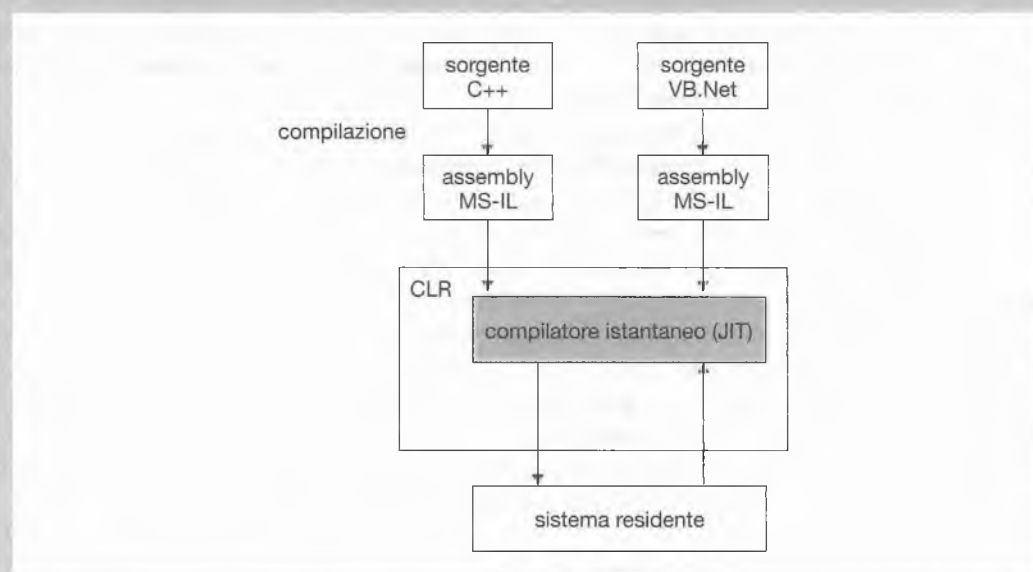 sorgente
C++
sorgente
VB.Net
compilazione
assembly
MS-IL
assembly
MS-IL
CLR
compilatore istantaneo (JIT)
sistema residente